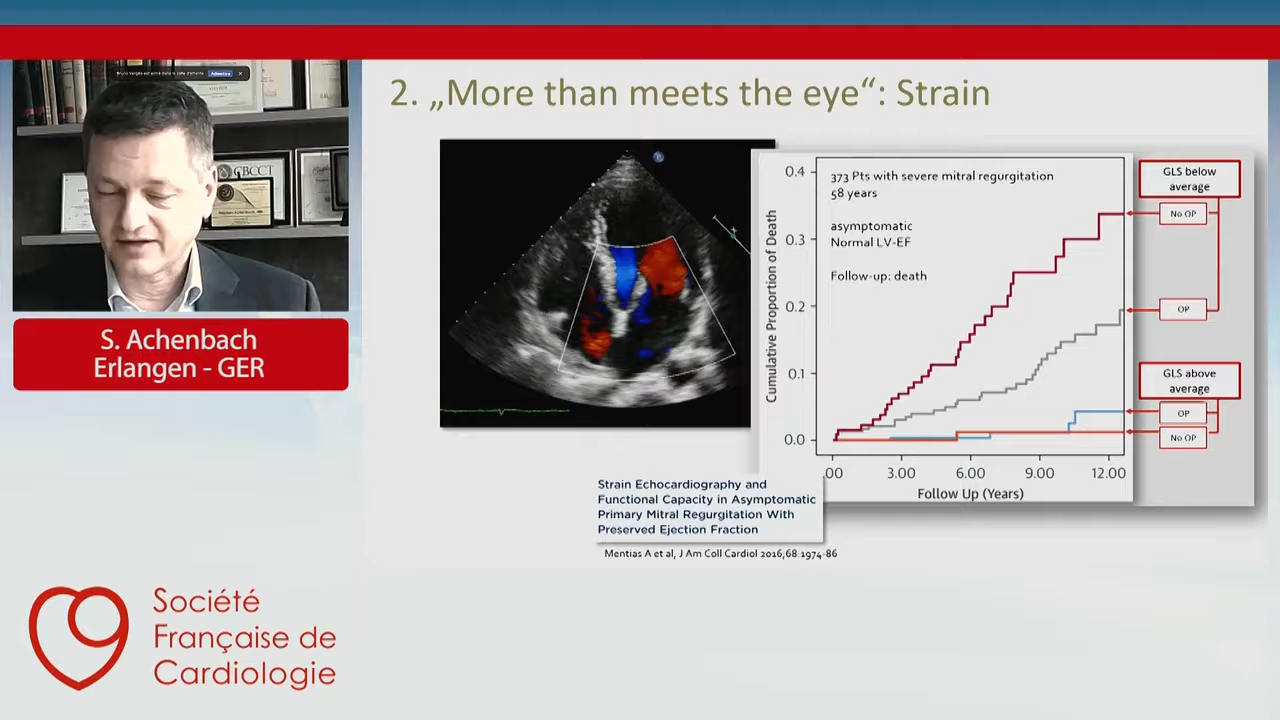 2. „More than meets the eye“: Strain
CBCCT
S. Achenbach
Erlangen - GER
373 Pts with severe mitral regurgitation
58 years
asymptomatic
Normal LV-EF
Follow-up: death
Cumulative Proportion of Death
0.4
0.3
0.2
0.1
0.0
.00
3.00
6.00
9.00
12.00
Follow Up (Years)
GLS below
average
No OP
OP
GLS above
average
OP
No OP
Strain Echocardiography and
Functional Capacity in Asymptomatic
Primary Mitral Regurgitation With
Preserved Ejection Fraction
Mentias A et al, J Am Coll Cardiol 2016;68:1974-86
Société
Française de
Cardiologie